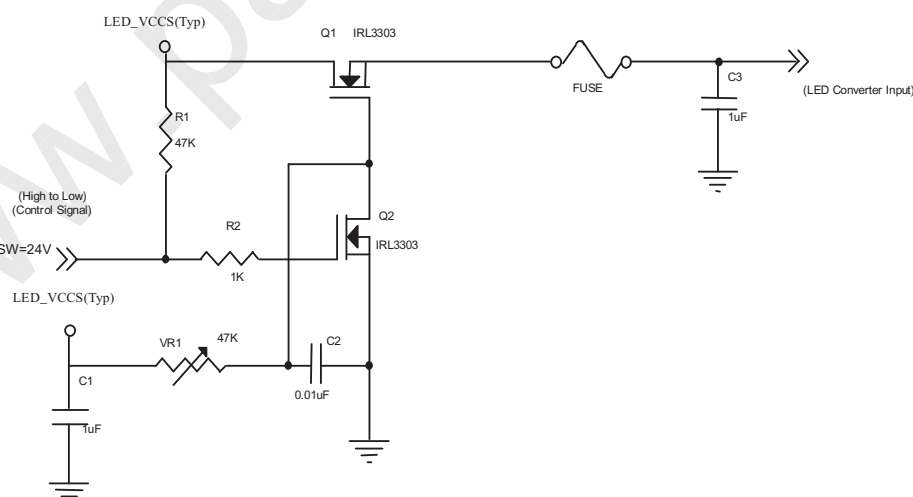 LED_VCCS(Typ)
Q1 IRL3303
FUSE
C3
1uF
(LED Converter Input)
R1
47K
(High to Low)
(Control Signal)
SW=24V
R2
1K
Q2
IRL3303
LED_VCCS(Typ)
VR1
47K
C2
0.01uF
C1
1uF